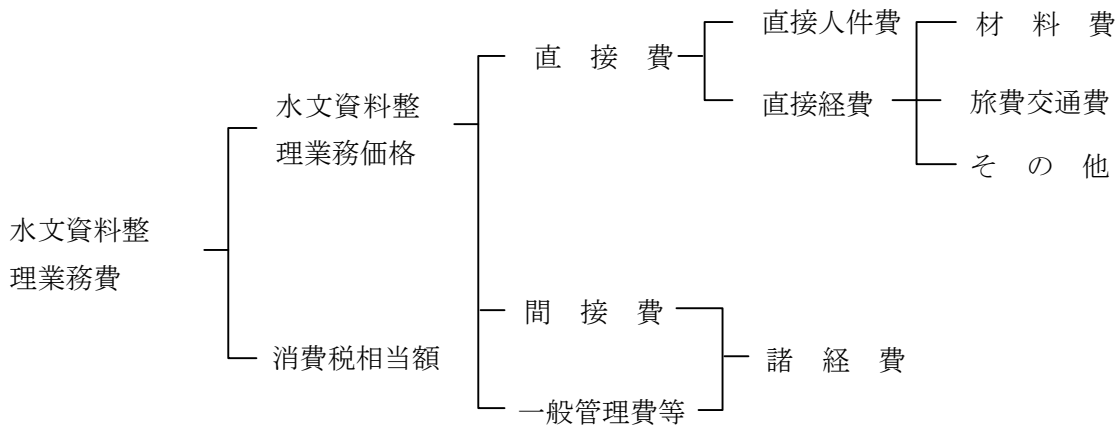 直接人件費
材料費
直接費
水文資料整
理業務価格
直接経費
旅費交通費
その他
水文資料整
理業務費
間接費
消費税相当額
諸経費
一般管理費等